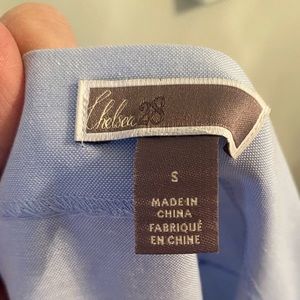 Chelsea28
S
MADE IN
CHINA
FABRIQUÉ
EN CHINE